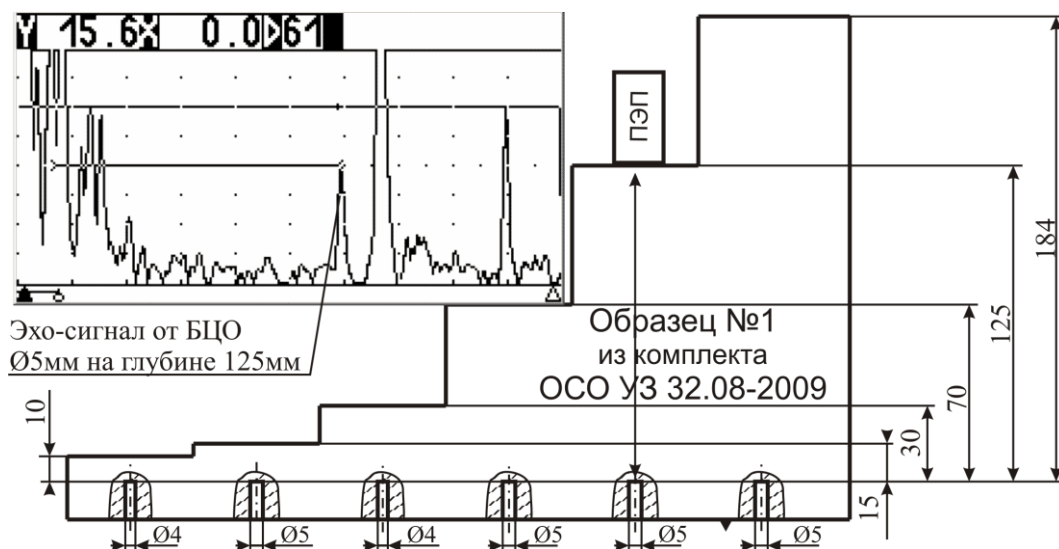 Y 15.6X 0.0 61
ПЭП
Эхо-сигнал от БЦО
Ø5мм на глубине 125мм
Образец №1
из комплекта
ОСО УЗ 32.08-2009
10
15
30
70
125
184
Ø4
Ø5
Ø4
Ø5
Ø5
Ø5